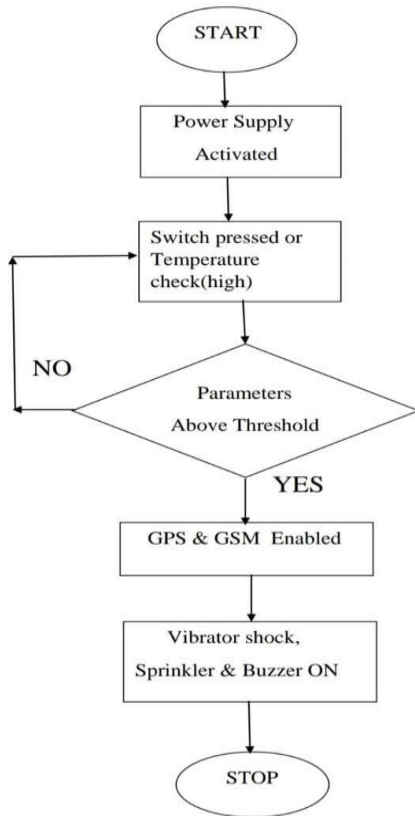 START
Power Supply
Activated
Switch pressed or
Temperature
check(high)
NO
Parameters
Above Threshold
YES
GPS & GSM Enabled
Vibrator shock,
Sprinkler & Buzzer ON
STOP